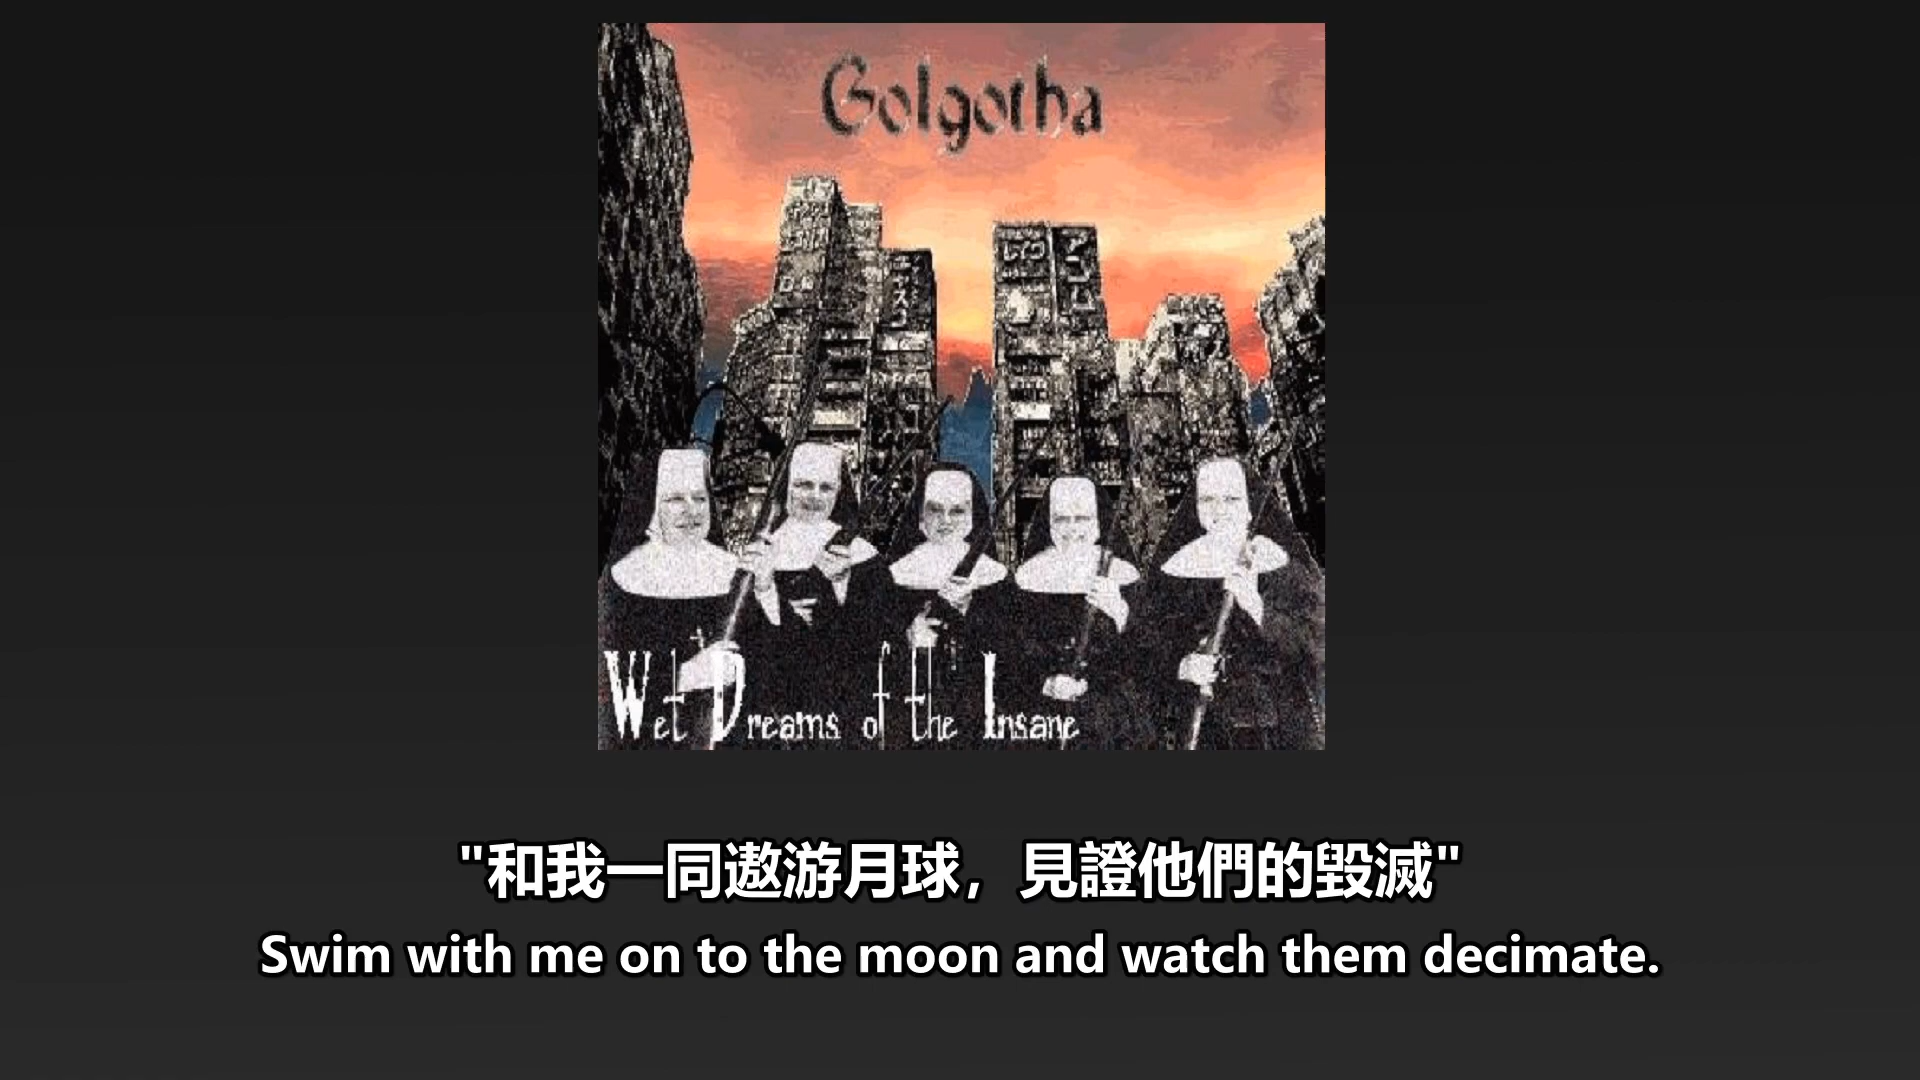 Golgotha
Wet Dreams of the Insane
"和我一同遨游月球，見證他們的毀滅"
Swim with me on to the moon and watch them decimate.